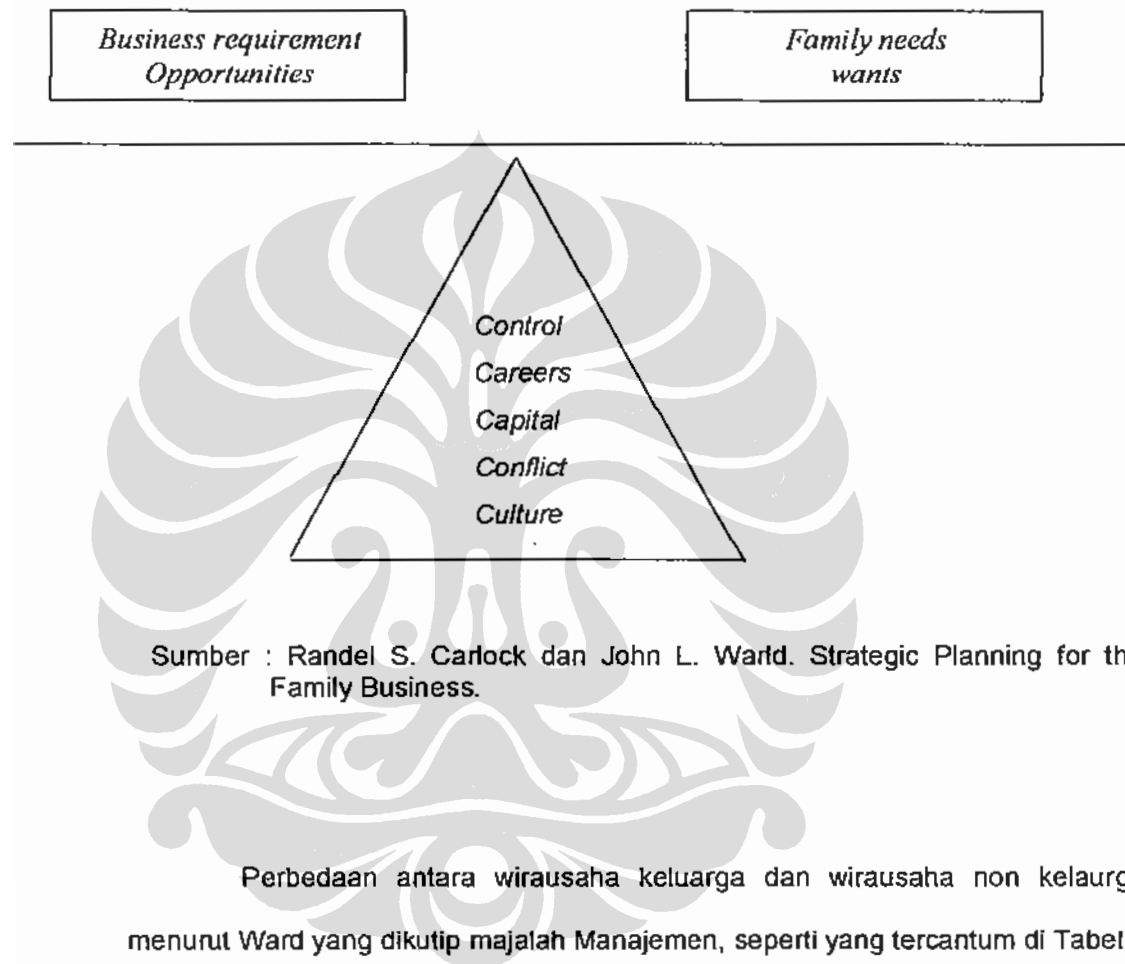 Business requirement
Opportunities
Family needs
wants
Control
Careers
Capital
Conflict
Culture
Sumber : Randel S. Carlock dan John L. Warld. Strategic Planning for th
Family Business.
Perbedaan antara wirausaha keluarga dan wirausaha non kelaurg
menurut Ward yang dikutip majalah Manajemen, seperti yang tercantum di Tabel